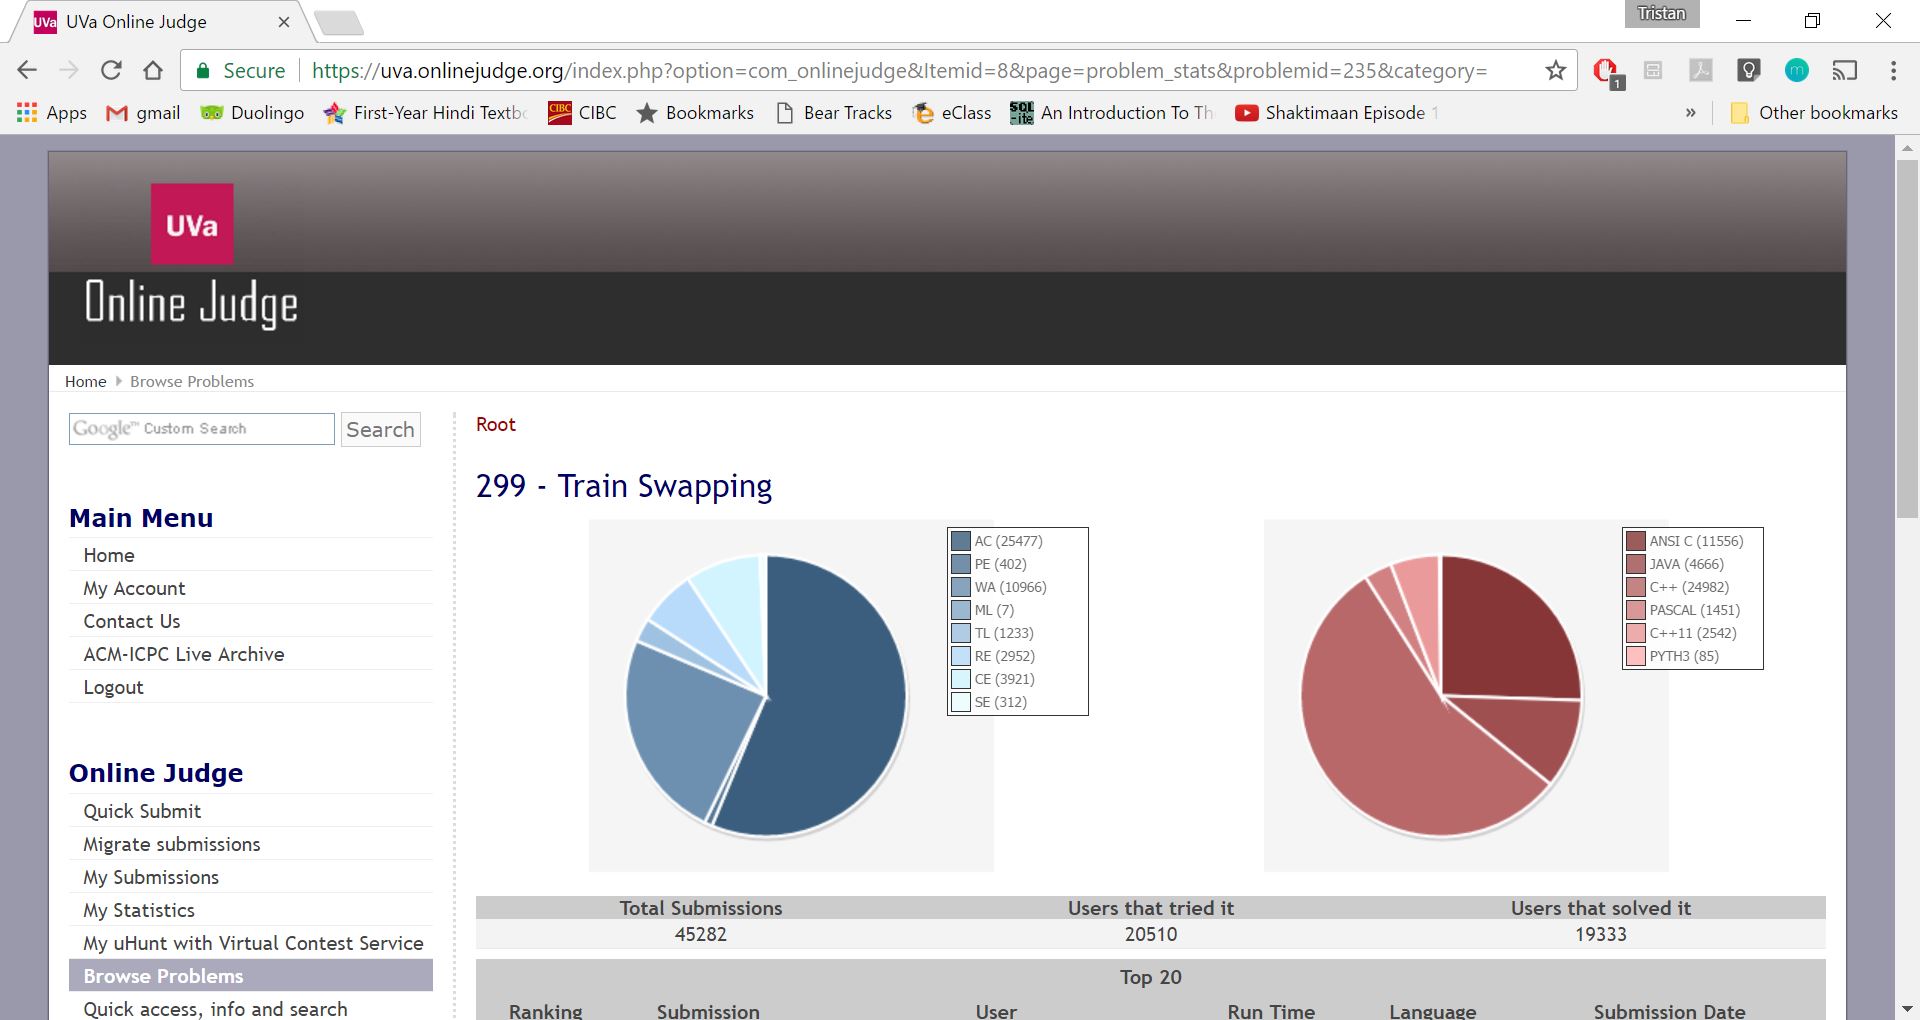 UVa UVa Online Judge
Tristan
Secure https://uva.onlinejudge.org/index.php?option=com_onlinejudge&Itemid=8&page=problem_stats&problemid=235&category=
1
m
Apps gmail Duolingo First-Year Hindi Textb CIBC CIBC Bookmarks Bear Tracks eClass SQL ite An Introduction To Th Shaktimaan Episode 1 » Other bookmarks
UVa
Online Judge
Home Browse Problems
Google™ Custom Search Search
Root
299 - Train Swapping
Main Menu
Home
My Account
Contact Us
ACM-ICPC Live Archive
Logout
AC (25477)
PE (402)
WA (10966)
ML (7)
TL (1233)
RE (2952)
CE (3921)
SE (312)
ANSI C (11556)
JAVA (4666)
C++ (24982)
PASCAL (1451)
C++11 (2542)
PYTH3 (85)
Online Judge
Quick Submit
Migrate submissions
My Submissions
My Statistics
My uHunt with Virtual Contest Service
Browse Problems
Quick access, info and search
Total Submissions Users that tried it Users that solved it
45282 20510 19333
Top 20
Ranking Submission User Run Time Language Submission Date